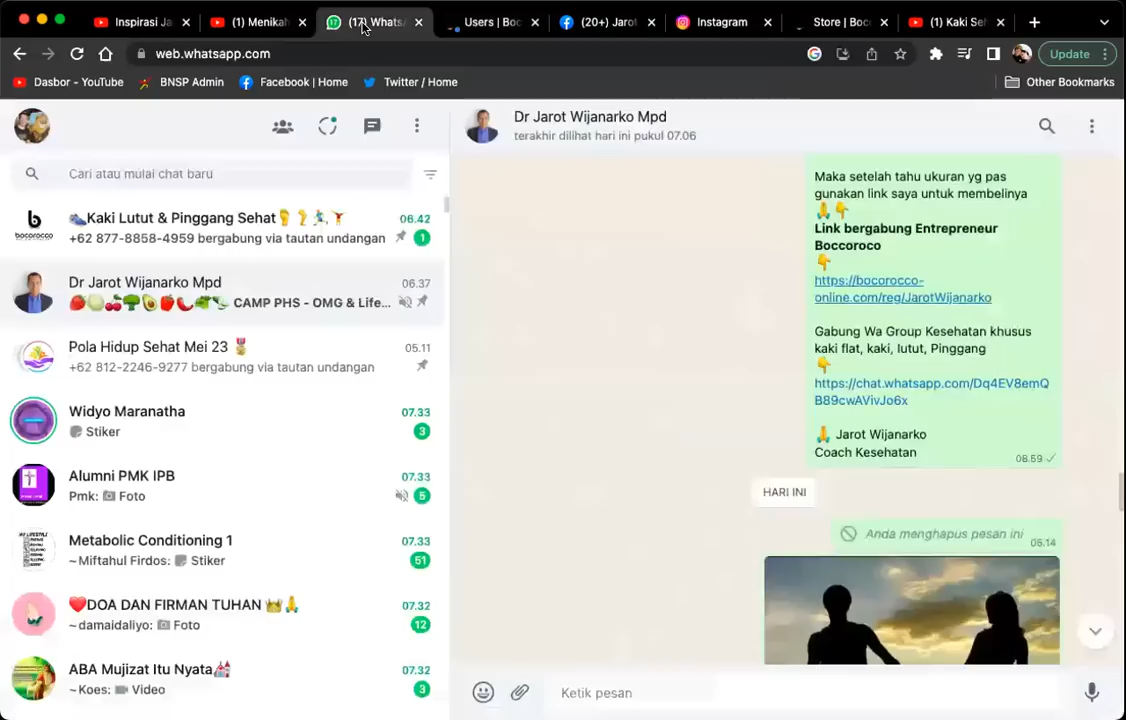 Inspirasi Ja
(1) Menikah
(17) WhatsA
Users | Boc
(20+) Jarot
Instagram
Store | Boc
(1) Kaki Seh
web.whatsapp.com
Update
Dasbor - YouTube
BNSP Admin
Facebook | Home
Twitter / Home
Other Bookmarks
Cari atau mulai chat baru
Kaki Lutut & Pinggang Sehat
06.42
+62 877-8858-4959 bergabung via tautan undangan
1
Dr Jarot Wijanarko Mpd
06.37
CAMP PHS - OMG & Life...
Pola Hidup Sehat Mei 23
05.11
+62 812-2246-9277 bergabung via tautan undangan
Widyo Maranatha
07.33
Stiker
3
Alumni PMK IPB
07.33
Pmk: Foto
5
Metabolic Conditioning 1
07.33
~Miftahul Firdos: Stiker
51
DOA DAN FIRMAN TUHAN
07.32
~damaidaliyo: Foto
12
ABA Mujizat Itu Nyata
07.32
~Koes: Video
3
Dr Jarot Wijanarko Mpd
terakhir dilihat hari ini pukul 07.06
Maka setelah tahu ukuran yg pas
gunakan link saya untuk membelinya
Link bergabung Entrepreneur
Boccoroco
https://bocorocco-
online.com/reg/JarotWijanarko
Gabung Wa Group Kesehatan khusus
kaki flat, kaki, lutut, Pinggang
https://chat.whatsapp.com/Dq4EV8emQ
B89cwAVivJo6x
Jarot Wijanarko
Coach Kesehatan
08.59
HARI INI
Anda menghapus pesan ini
05.14
Ketik pesan